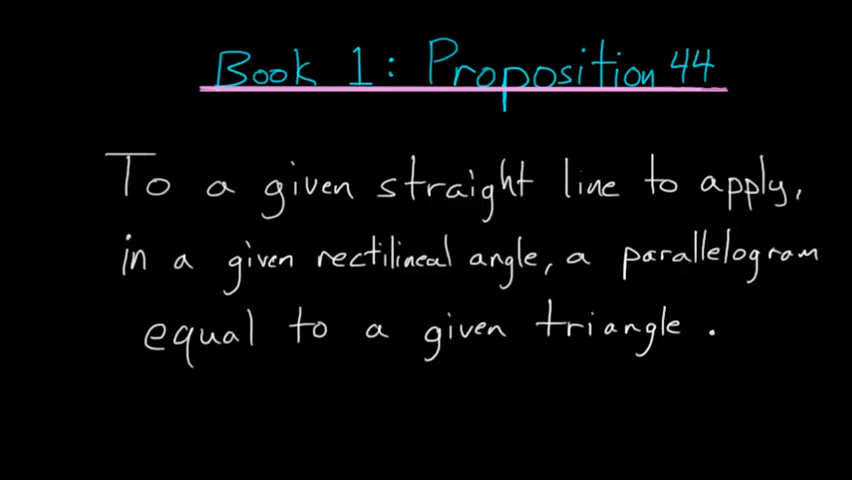 Book 1: Proposition 44
To a given straight line to apply,
in a given rectilineal angle, a parallelogram
equal to a given triangle.